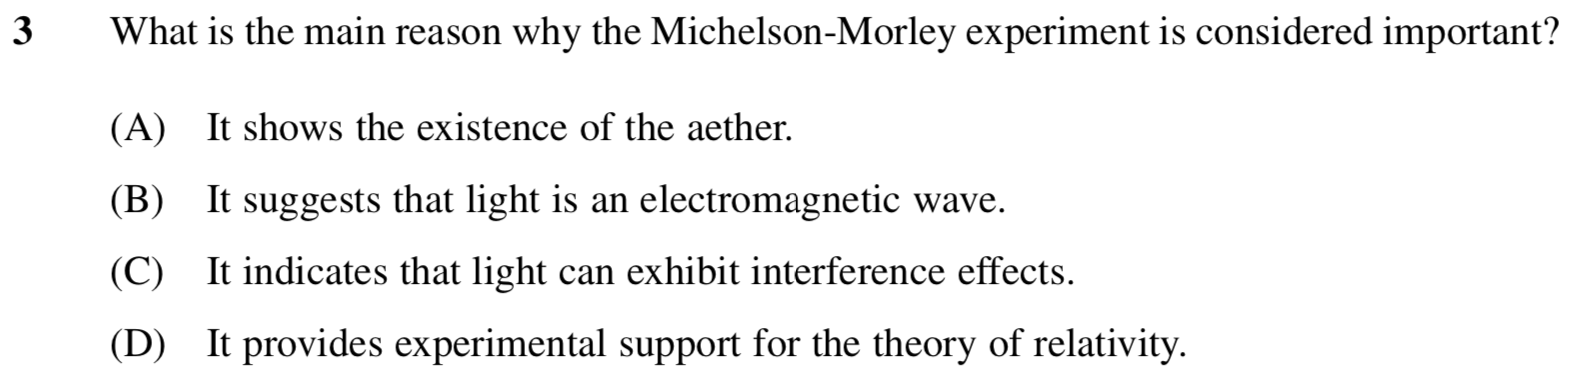 3 What is the main reason why the Michelson-Morley experiment is considered important?
(A) It shows the existence of the aether.
(B) It suggests that light is an electromagnetic wave.
(C) It indicates that light can exhibit interference effects.
(D) It provides experimental support for the theory of relativity.